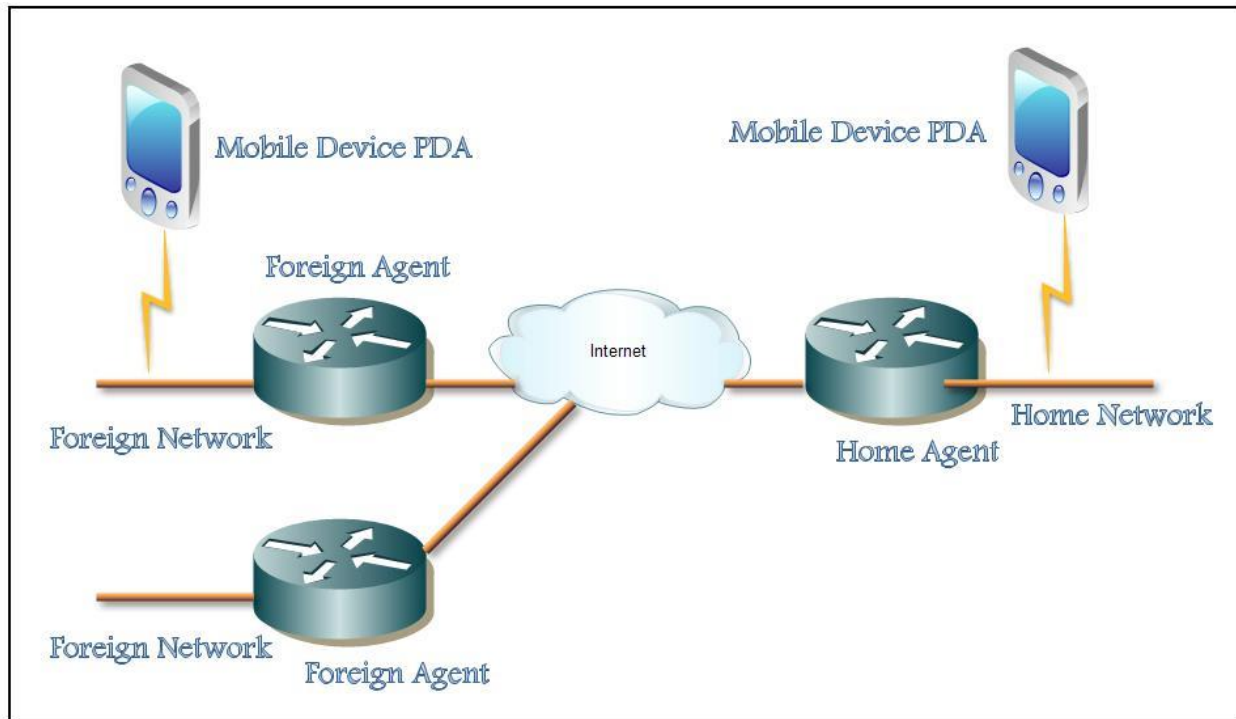 Mobile Device PDA
Mobile Device PDA
Foreign Agent
Internet
Foreign Network
Home Network
Home Agent
Foreign Network
Foreign Agent